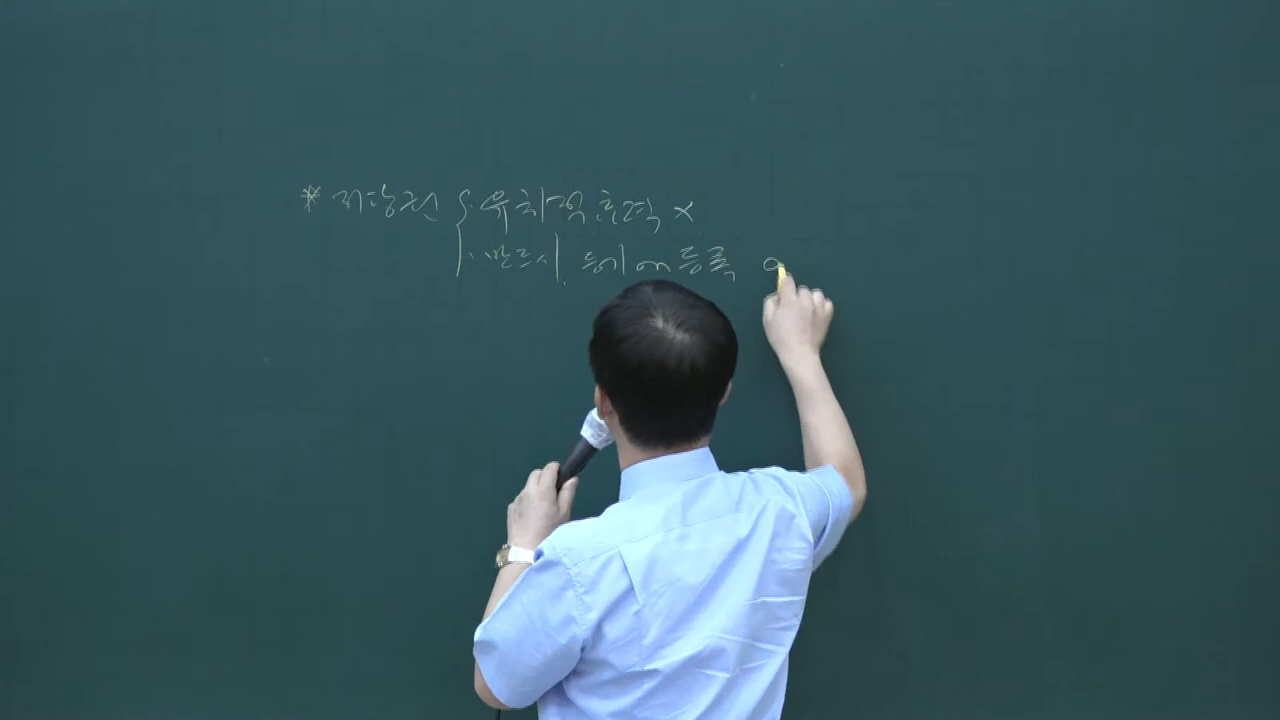 * 저당권 { · 유치적 효력 ×
· 반드시 등기 or 등록